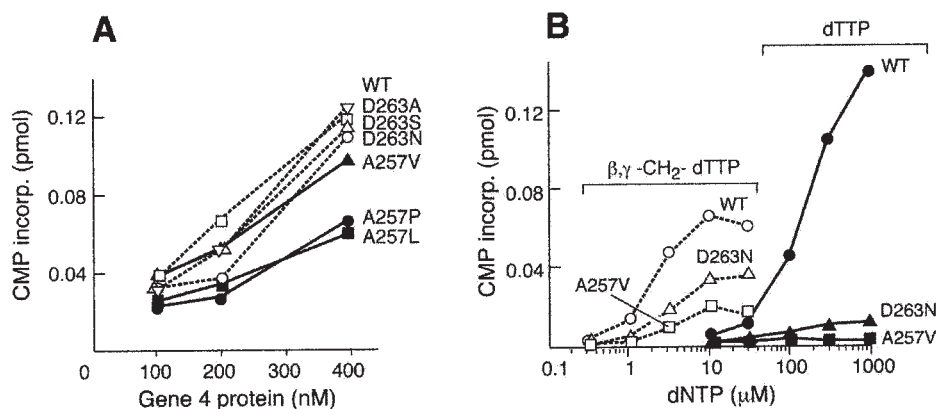 A
CMP incorp. (pmol)
0.12
0.08
0.04
0
100
200
400
Gene 4 protein (nM)
WT
D263A
D263S
D263N
A257V
A257P
A257L
B
dTTP
WT
CMP incorp. (pmol)
0.12
0.08
0.04
β,γ -CH₂- dTTP
WT
D263N
A257V
D263N
A257V
0.1
1
10
100
1000
dNTP (μM)